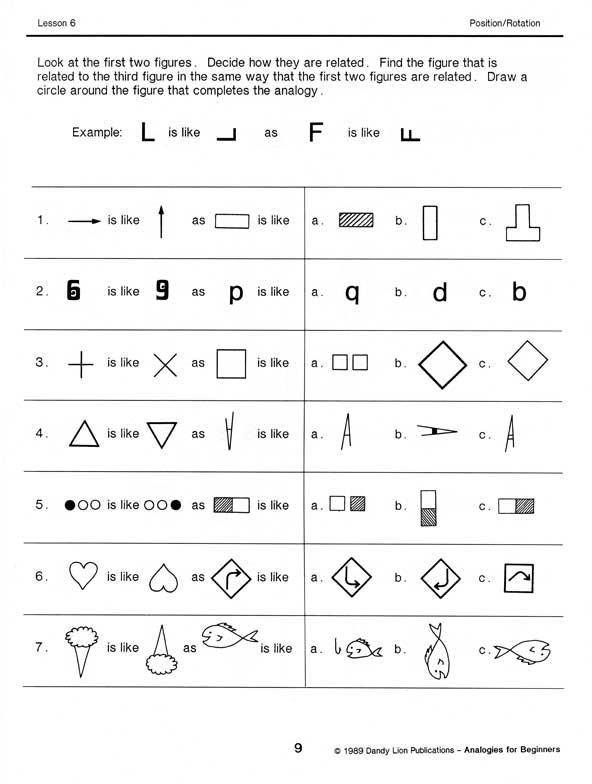 Lesson 6 Position/Rotation
Look at the first two figures. Decide how they are related. Find the figure that is
related to the third figure in the same way that the first two figures are related. Draw a
circle around the figure that completes the analogy.
Example: L is like as F is like
1. is like as is like a. b. c.
2. 6 is like 9 as p is like a. q b. d c. b
3. is like as is like a. b. c.
4. is like as is like a. b. c.
5. is like as is like a. b. c.
6. is like as is like a. b. c.
7. is like as is like a. b. c.
9 © 1989 Dandy Lion Publications – Analogies for Beginners